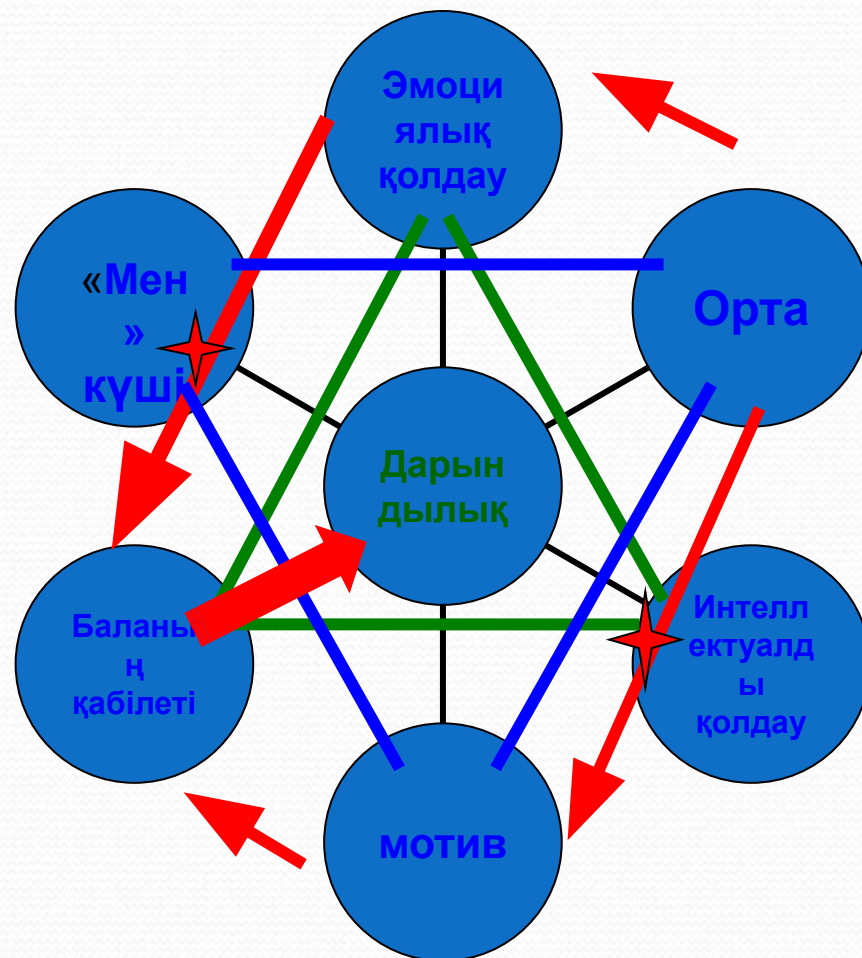 Эмоци
ялық
қолдау
«Мен
»
күші
Орта
Дарын
дылық
Баланы
ң
қабілеті
Интелл
ектуалд
ы
қолдау
мотив